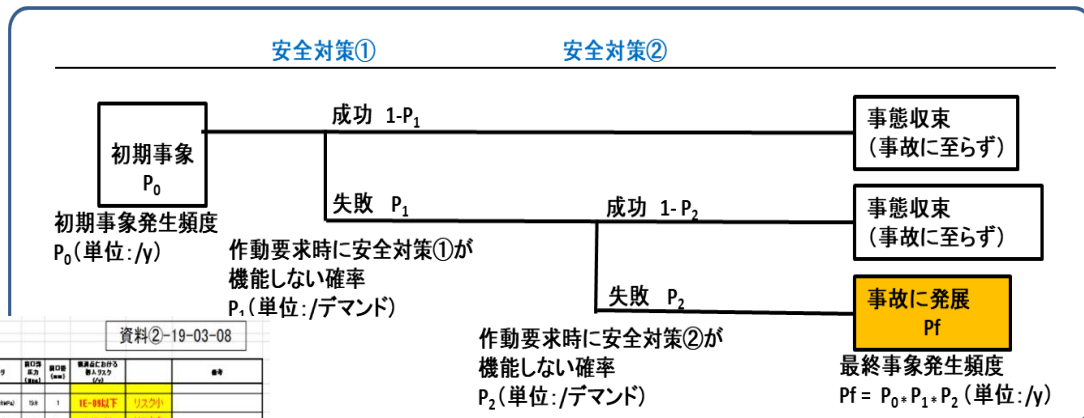 安全対策① 安全対策②
成功 1-P₁
初期事象
P₀
事態収束
(事故に至らず)
失敗 P₁
成功 1-P₂
事態収束
(事故に至らず)
初期事象発生頻度
P₀(単位:/y)
作動要求時に安全対策①が
機能しない確率
P₁(単位:/デマンド)
失敗 P₂
事故に発展
Pf
作動要求時に安全対策②が
機能しない確率
P₂(単位:/デマンド)
最終事象発生頻度
Pf = P₀*P₁*P₂(単位:/y)
資料②-19-03-08
(mm)
備考
1
1E-09以下 リスク小